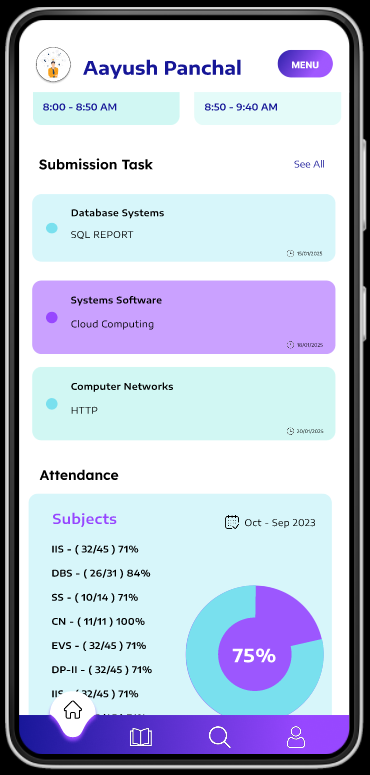 Aayush Panchal
MENU
8:00 - 8:50 AM
8:50 - 9:40 AM
Submission Task
See All
Database Systems
SQL REPORT
15/01/2025
Systems Software
Cloud Computing
18/01/2025
Computer Networks
HTTP
20/01/2025
Attendance
Subjects
Oct - Sep 2023
IIS - ( 32/45 ) 71%
DBS - ( 26/31 ) 84%
SS - ( 10/14 ) 71%
CN - ( 11/11 ) 100%
EVS - ( 32/45 ) 71%
DP-II - ( 32/45 ) 71%
75%
IIS - ( 32/45 ) 71%